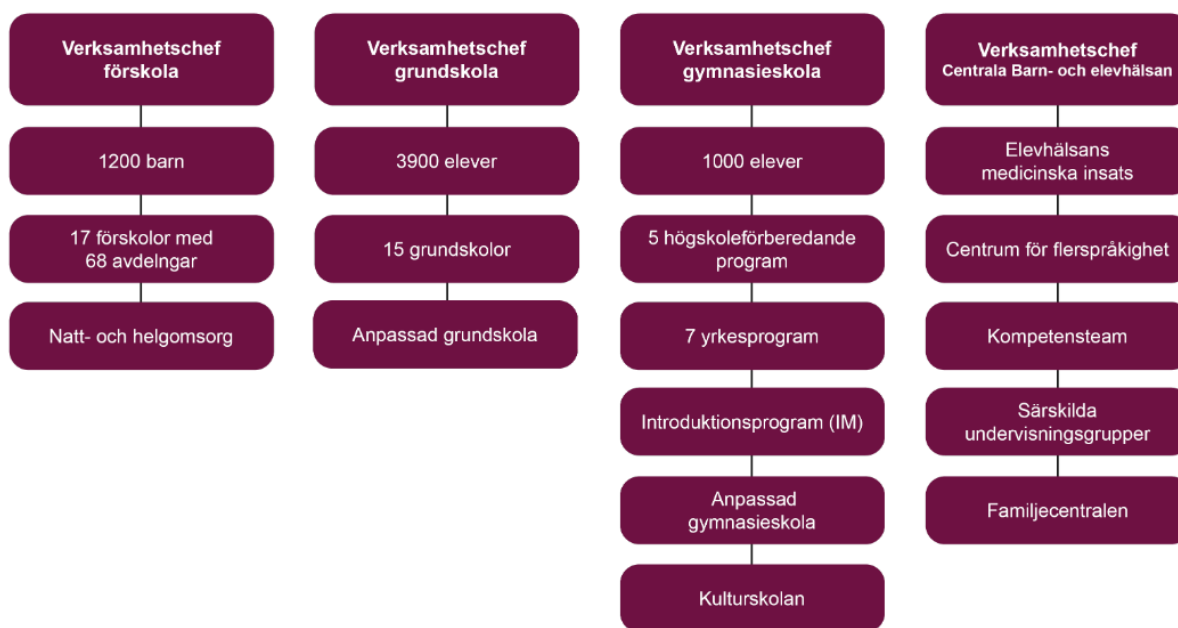 Verksamhetschef
förskola
1200 barn
17 förskolor med
68 avdelngar
Natt- och helgomsorg
Verksamhetschef
grundskola
3900 elever
15 grundskolor
Anpassad grundskola
Verksamhetschef
gymnasieskola
1000 elever
5 högskoleförberedande
program
7 yrkesprogram
Introduktionsprogram (IM)
Anpassad
gymnasieskola
Kulturskolan
Verksamhetschef
Centrala Barn- och elevhälsan
Elevhälsans
medicinska insats
Centrum för flerspråkighet
Kompetensteam
Särskilda
undervisningsgrupper
Familjecentralen